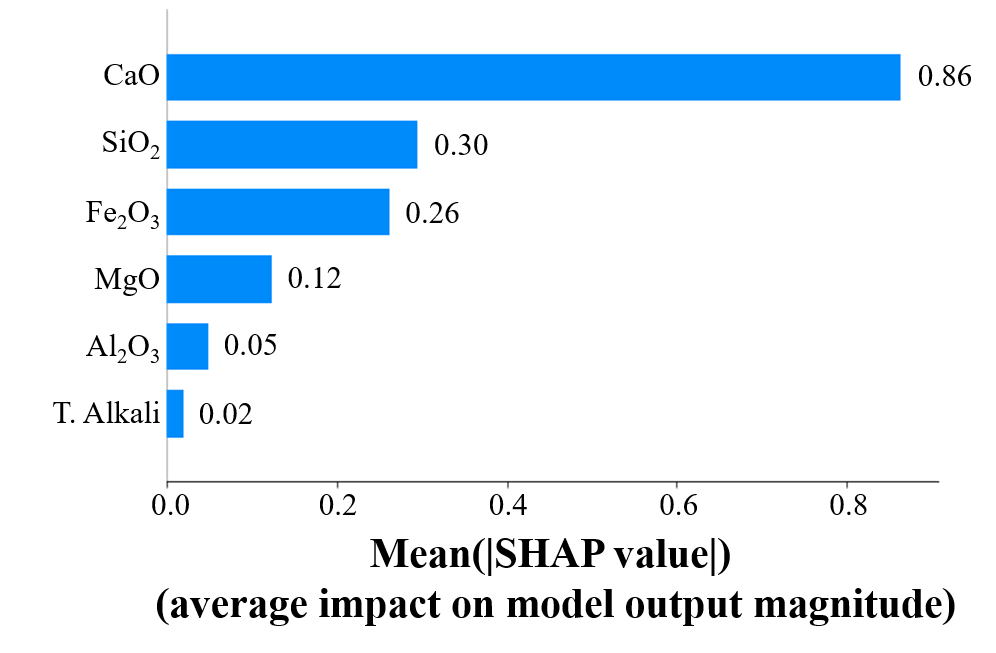 CaO 0.86
SiO₂ 0.30
Fe₂O₃ 0.26
MgO 0.12
Al₂O₃ 0.05
T. Alkali 0.02
0.0 0.2 0.4 0.6 0.8
Mean(|SHAP value|)
(average impact on model output magnitude)